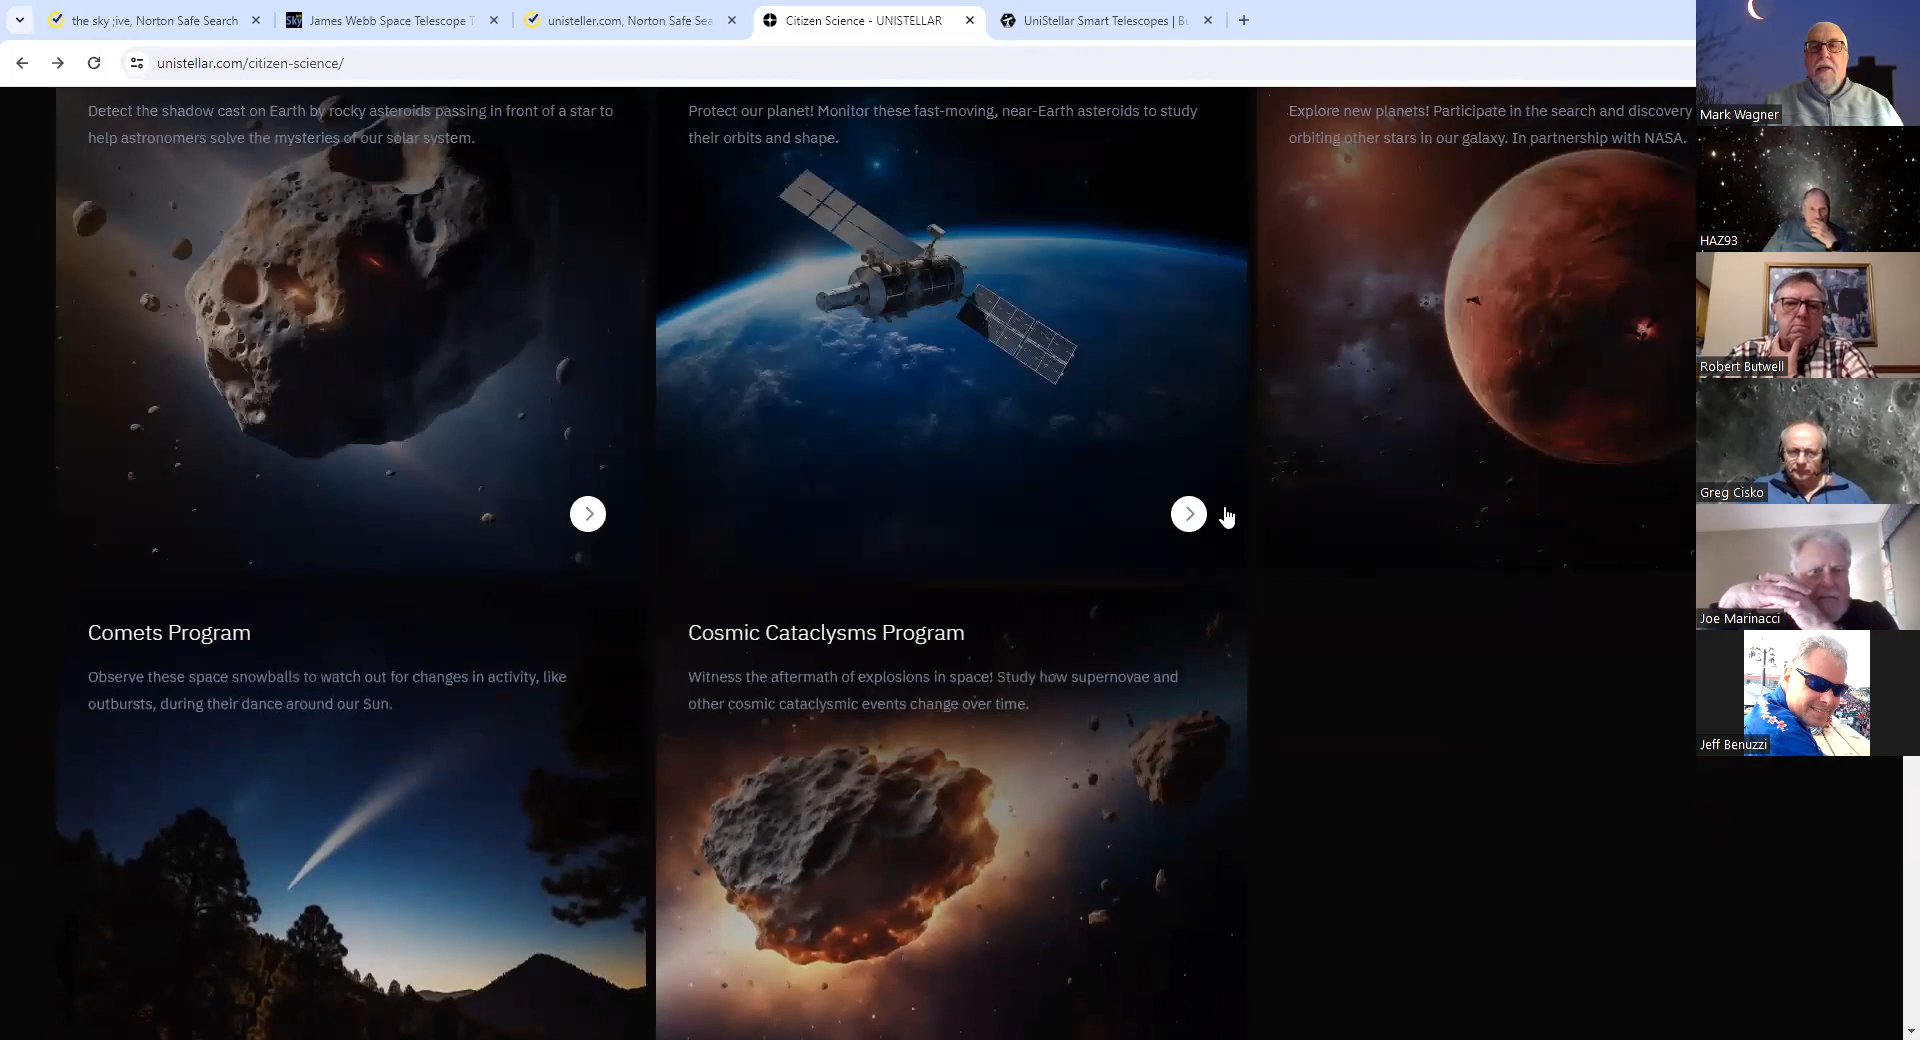 the sky ;ive, Norton Safe Search
sky
James Webb Space Telescope T
unisteller.com, Norton Safe Sea
Citizen Science - UNISTELLAR
UniStellar Smart Telescopes | Bu
unistellar.com/citizen-science/
Detect the shadow cast on Earth by rocky asteroids passing in front of a star to
help astronomers solve the mysteries of our solar system.
Protect our planet! Monitor these fast-moving, near-Earth asteroids to study
their orbits and shape.
Explore new planets! Participate in the search and discovery
orbiting other stars in our galaxy. In partnership with NASA.
Comets Program
Observe these space snowballs to watch out for changes in activity, like
outbursts, during their dance around our Sun.
Cosmic Cataclysms Program
Witness the aftermath of explosions in space! Study how supernovae and
other cosmic cataclysmic events change over time.
Mark Wagner
HAZ93
Robert Butwell
Greg Cisko
Joe Marinacci
Jeff Benuzzi